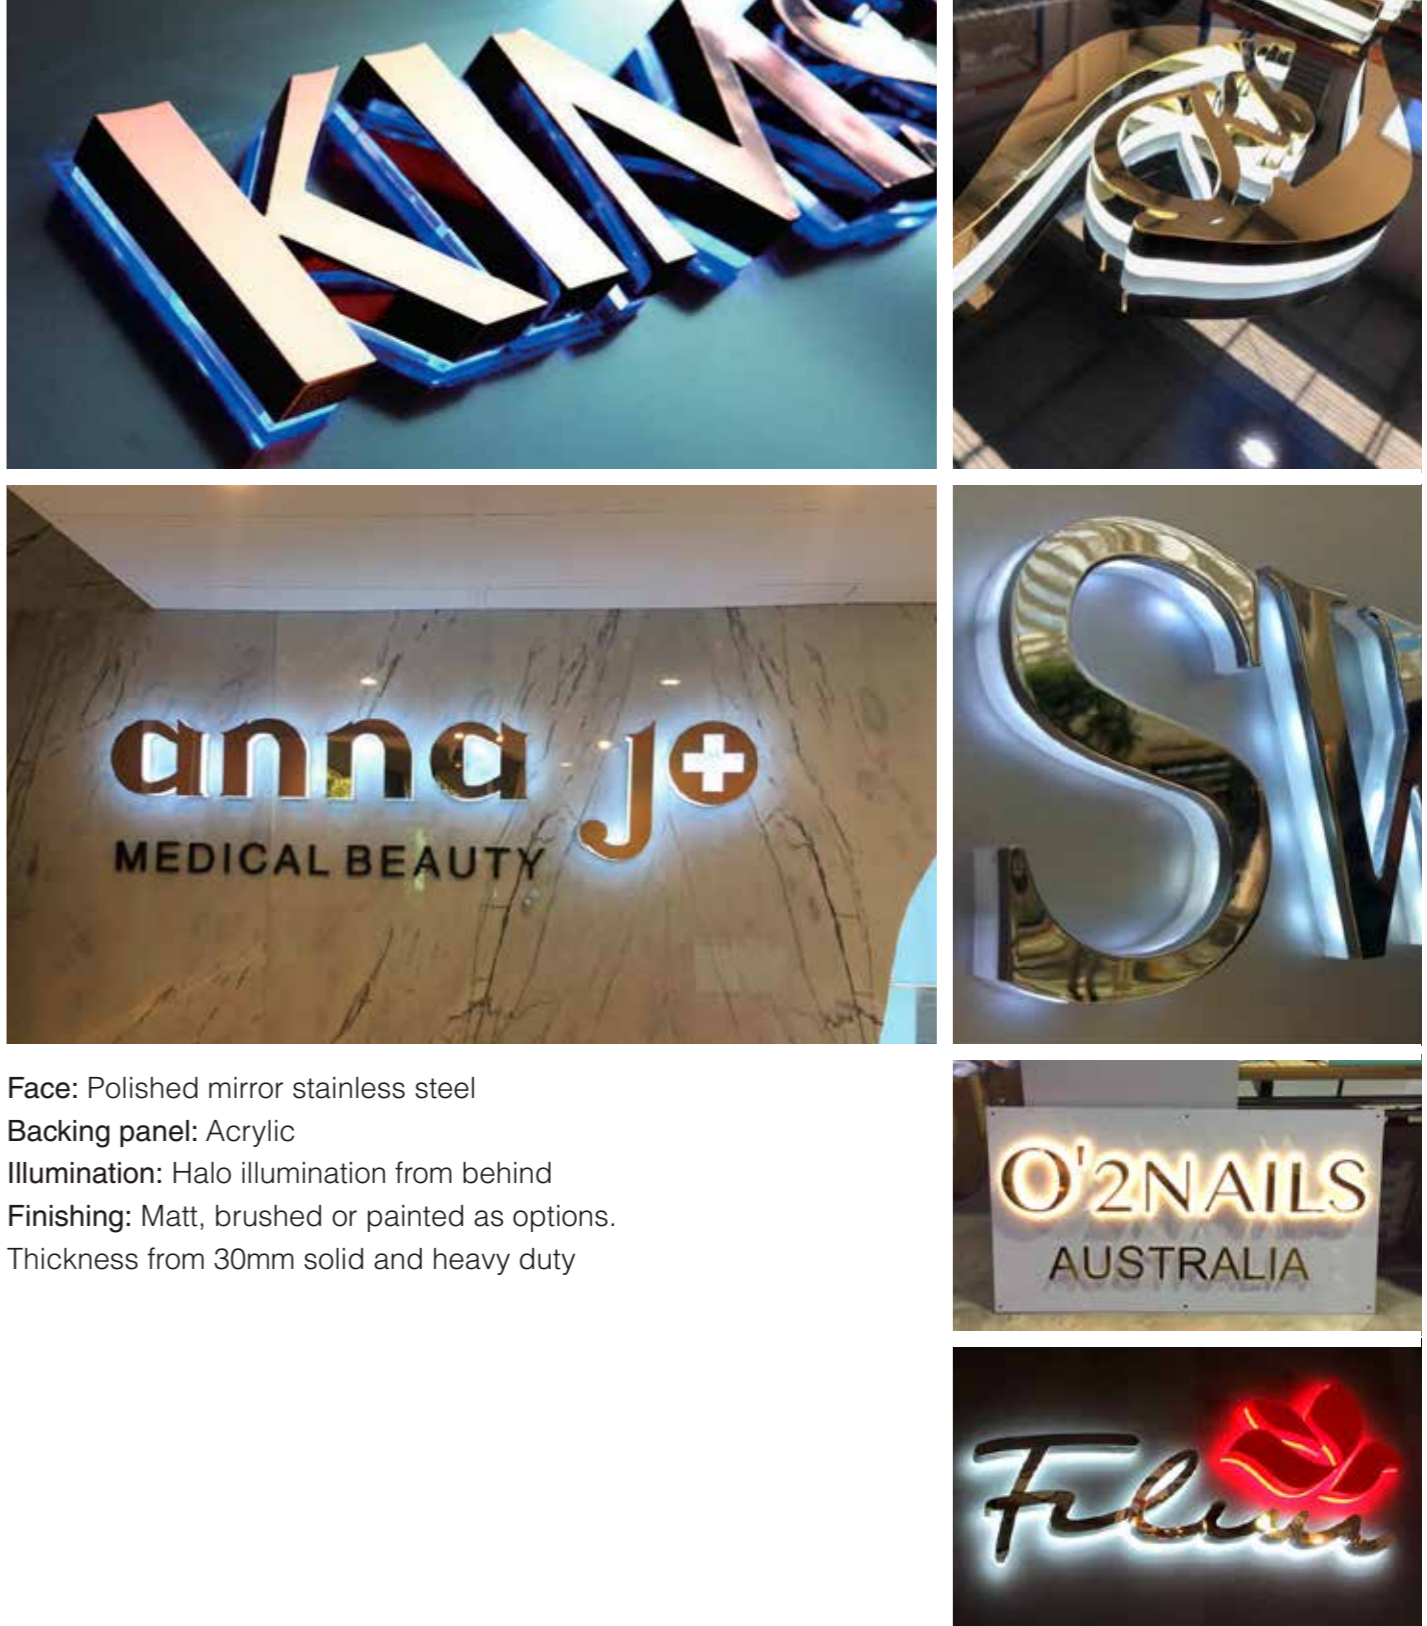 KIM
anna jo
MEDICAL BEAUTY
SW
Face: Polished mirror stainless steel
Backing panel: Acrylic
Illumination: Halo illumination from behind
Finishing: Matt, brushed or painted as options.
Thickness from 30mm solid and heavy duty
O'2NAILS
AUSTRALIA